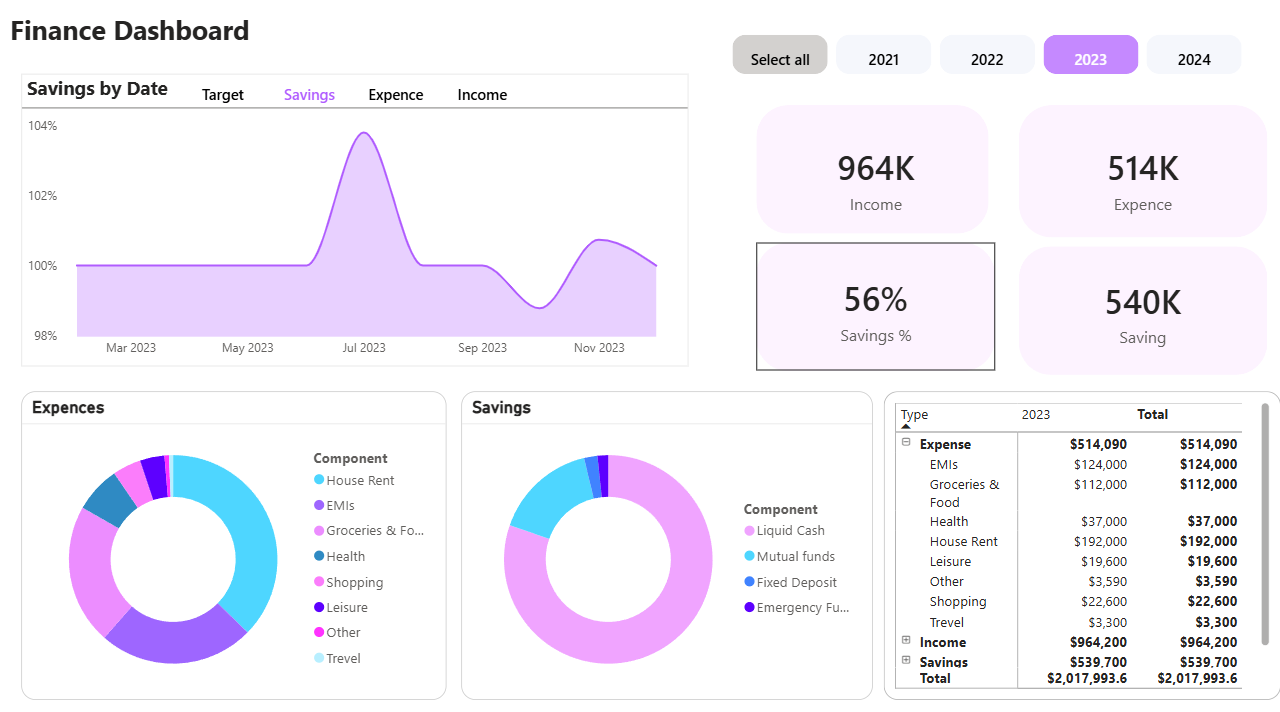 Finance Dashboard
Select all
2021
2022
2023
2024
Savings by Date
Target
Savings
Expence
Income
104%
102%
100%
98%
Mar 2023
May 2023
Jul 2023
Sep 2023
Nov 2023
964K
Income
514K
Expence
56%
Savings %
540K
Saving
Expences
Component
House Rent
EMIs
Groceries & Fo...
Health
Shopping
Leisure
Other
Trevel
Savings
Component
Liquid Cash
Mutual funds
Fixed Deposit
Emergency Fu...
Type 2023 Total
Expense $514,090 $514,090
EMIs $124,000 $124,000
Groceries & $112,000 $112,000
Food
Health $37,000 $37,000
House Rent $192,000 $192,000
Leisure $19,600 $19,600
Other $3,590 $3,590
Shopping $22,600 $22,600
Trevel $3,300 $3,300
Income $964,200 $964,200
Savings $539,700 $539,700
Total $2,017,993.6 $2,017,993.6